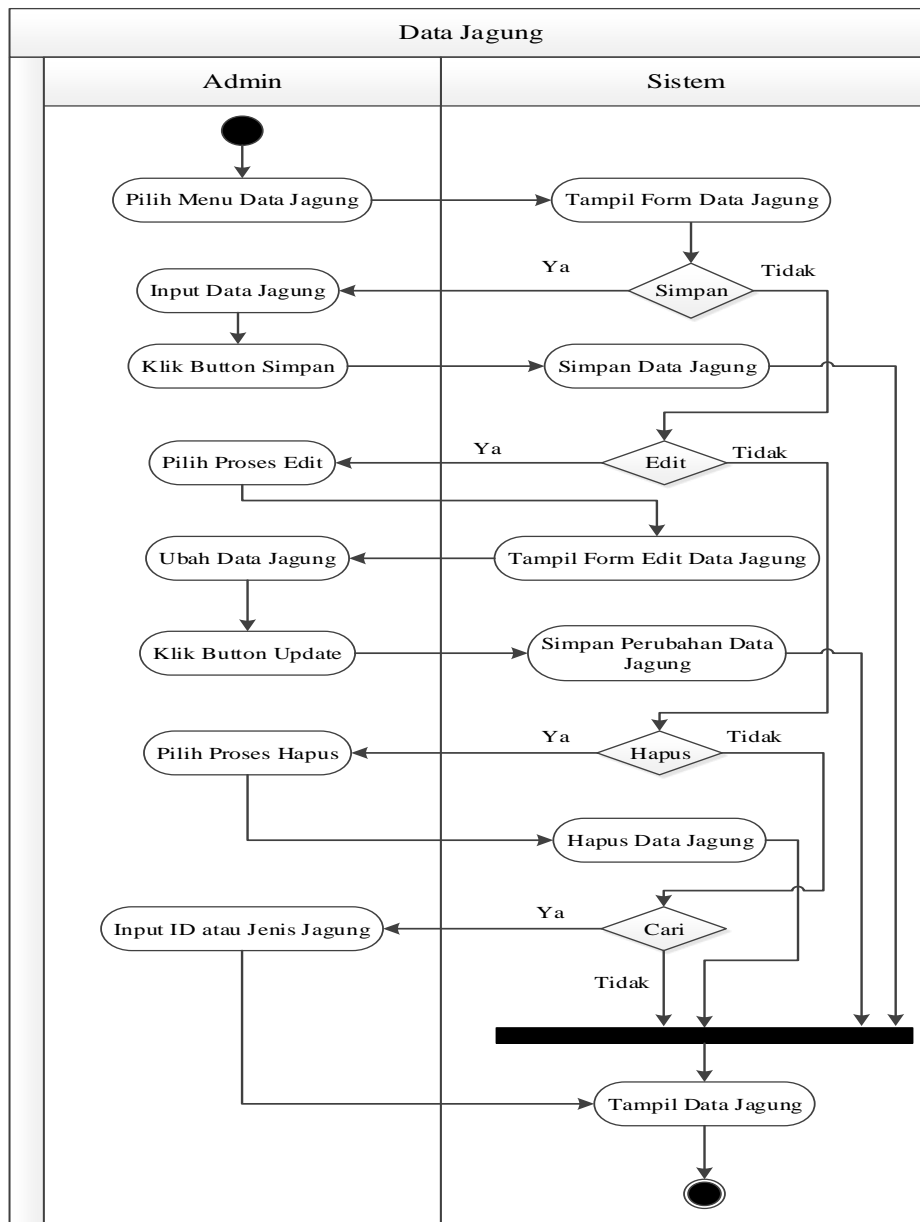 Data Jagung
Admin
Sistem
Pilih Menu Data Jagung
Tampil Form Data Jagung
Ya
Tidak
Input Data Jagung
Simpan
Klik Button Simpan
Simpan Data Jagung
Pilih Proses Edit
Ya
Edit
Tidak
Ubah Data Jagung
Tampil Form Edit Data Jagung
Klik Button Update
Simpan Perubahan Data
Jagung
Pilih Proses Hapus
Ya
Hapus
Tidak
Hapus Data Jagung
Input ID atau Jenis Jagung
Ya
Cari
Tidak
Tampil Data Jagung